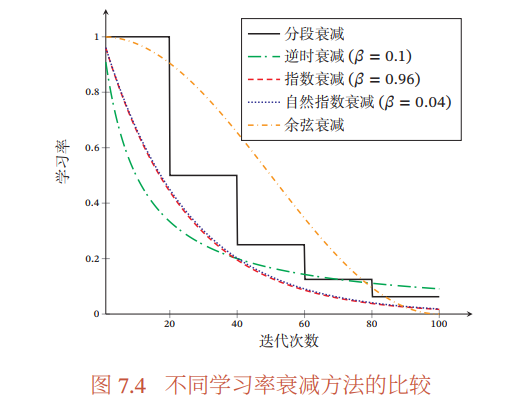 分段衰减
逆时衰减 (β = 0.1)
指数衰减 (β = 0.96)
自然指数衰减 (β = 0.04)
余弦衰减
1
0.8
0.6
0.4
0.2
0
学习率
20 40 60 80 100
迭代次数
图 7.4 不同学习率衰减方法的比较